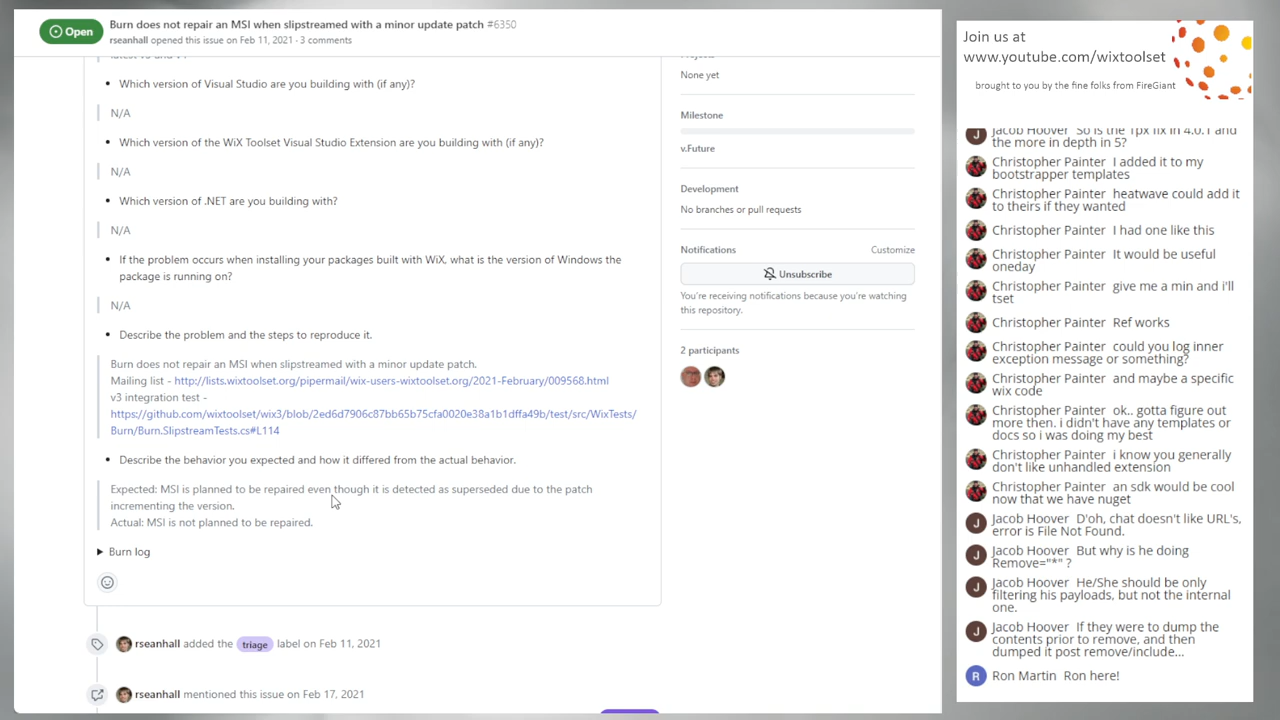 Open
Burn does not repair an MSI when slipstreamed with a minor update patch #6350
rseanhall opened this issue on Feb 11, 2021 · 3 comments
• Which version of Visual Studio are you building with (if any)?
N/A
• Which version of the WiX Toolset Visual Studio Extension are you building with (if any)?
N/A
• Which version of .NET are you building with?
N/A
• If the problem occurs when installing your packages built with WiX, what is the version of Windows the
package is running on?
N/A
• Describe the problem and the steps to reproduce it.
Burn does not repair an MSI when slipstreamed with a minor update patch.
Mailing list - http://lists.wixtoolset.org/pipermail/wix-users-wixtoolset.org/2021-February/009568.html
v3 integration test -
https://github.com/wixtoolset/wix3/blob/2ed6d7906c87bb65b75cfa0020e38a1b1dffa49b/test/src/WixTests/
Burn/Burn.SlipstreamTests.cs#L114
• Describe the behavior you expected and how it differed from the actual behavior.
Expected: MSI is planned to be repaired even though it is detected as superseded due to the patch
incrementing the version.
Actual: MSI is not planned to be repaired.
Burn log
rseanhall added the triage label on Feb 11, 2021
rseanhall mentioned this issue on Feb 17, 2021
None yet
Milestone
v.Future
Development
No branches or pull requests
Notifications
Customize
Unsubscribe
You're receiving notifications because you're watching
this repository.
2 participants
Join us at
www.youtube.com/wixtoolset
brought to you by the fine folks from FireGiant
Jacob Hoover So is the 1px fix in 4.0.1 and
the more in depth in 5?
Christopher Painter I added it to my
bootstrapper templates
Christopher Painter heatwave could add it
to theirs if they wanted
Christopher Painter I had one like this
Christopher Painter It would be useful
oneday
Christopher Painter give me a min and i'll
tset
Christopher Painter Ref works
Christopher Painter could you log inner
exception message or something?
Christopher Painter and maybe a specific
wix code
Christopher Painter ok.. gotta figure out
more then. i didn't have any templates or
docs so i was doing my best
Christopher Painter i know you generally
don't like unhandled extension
Christopher Painter an sdk would be cool
now that we have nuget
Jacob Hoover D'oh, chat doesn't like URL's,
error is File Not Found.
Jacob Hoover But why is he doing
Remove="*" ?
Jacob Hoover He/She should be only
filtering his payloads, but not the internal
one.
Jacob Hoover If they were to dump the
contents prior to remove, and then
dumped it post remove/include...
Ron Martin Ron here!